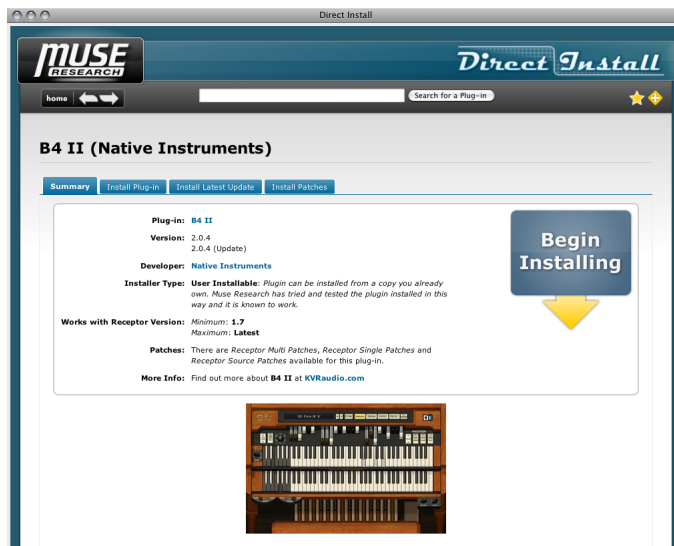 Direct Install
MUSE
RESEARCH
Direct Install
home
Search for a Plug-in
B4 II (Native Instruments)
Summary
Install Plug-in
Install Latest Update
Install Patches
Plug-in: B4 II
Version: 2.0.4
2.0.4 (Update)
Developer: Native Instruments
Installer Type: User Installable: Plugin can be installed from a copy you already
own. Muse Research has tried and tested the plugin installed in this
way and it is known to work.
Works with Receptor Version: Minimum: 1.7
Maximum: Latest
Patches: There are Receptor Multi Patches, Receptor Single Patches and
Receptor Source Patches available for this plug-in.
More Info: Find out more about B4 II at KVRaudio.com
Begin
Installing